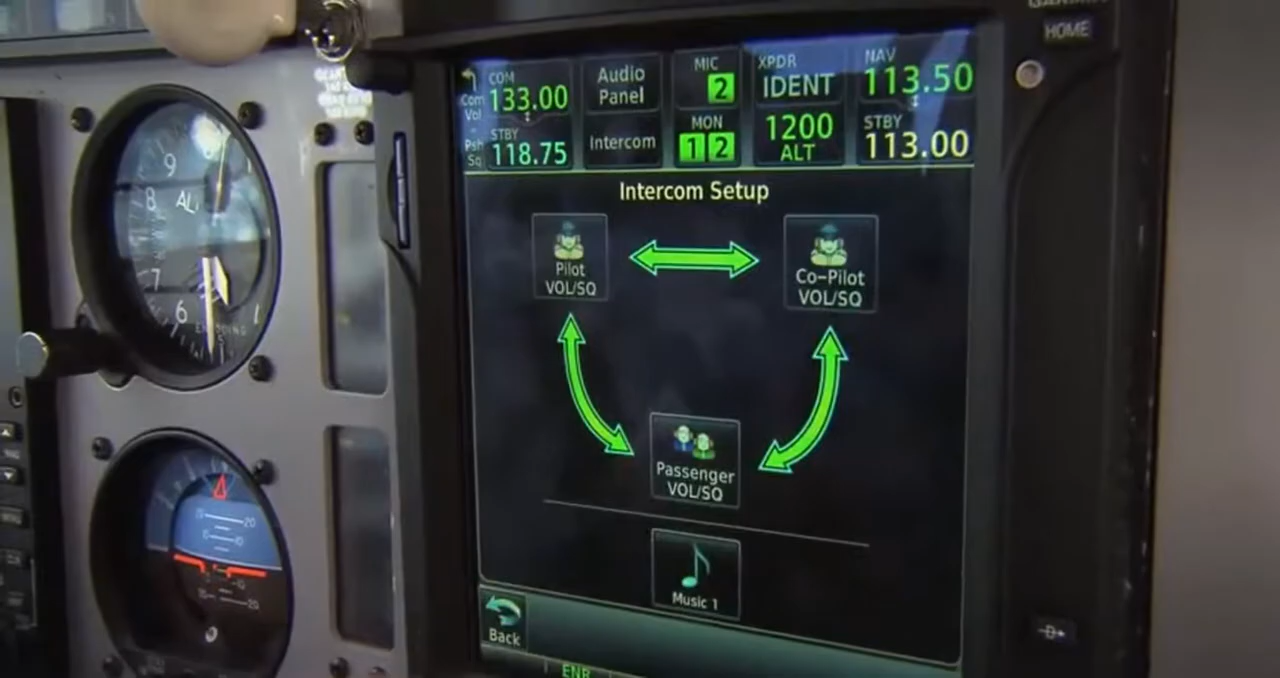 HOME
COM
133.00
Audio
Panel
MIC
2
XPDR
IDENT
NAV
113.50
Com
Vol
Psh
Sq
STBY
118.75
Intercom
MON
1 2
1200
ALT
STBY
113.00
Intercom Setup
Pilot
VOL/SQ
Co-Pilot
VOL/SQ
Passenger
VOL/SQ
Music 1
Back
ENR
9
8
7
6
ALT
20
10
10
20